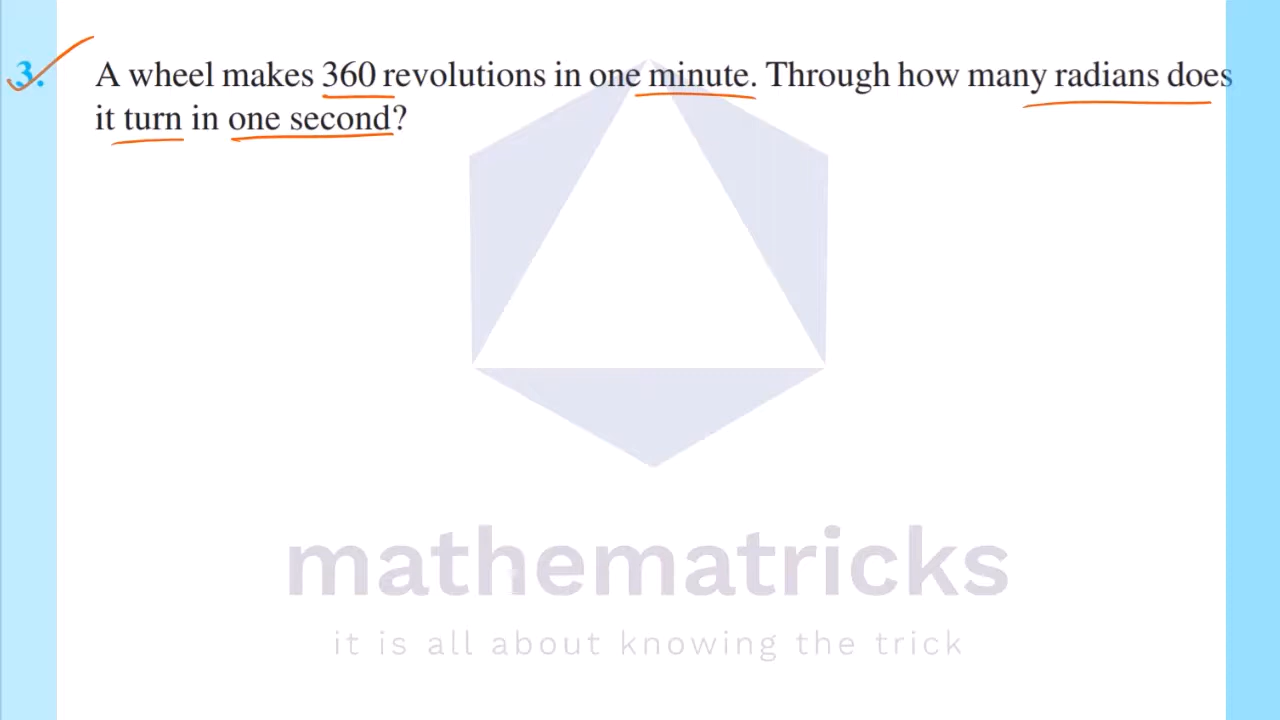 3. A wheel makes 360 revolutions in one minute. Through how many radians does
it turn in one second?
mathematricks
it is all about knowing the trick